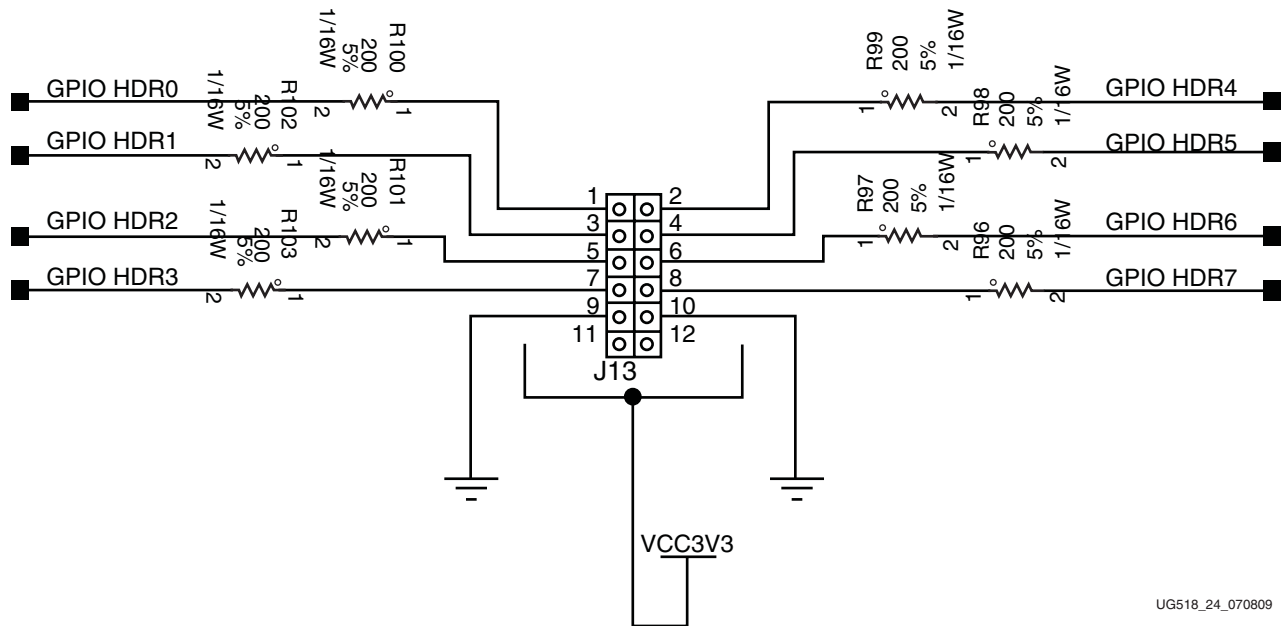 GPIO HDR0
1/16W
5%
200
R100
2
1
GPIO HDR1
1/16W
5%
200
R102
2
1
GPIO HDR2
1/16W
5%
200
R101
2
1
GPIO HDR3
1/16W
5%
200
R103
2
1
R99
200
5%
1/16W
1
2
GPIO HDR4
R98
200
5%
1/16W
1
2
GPIO HDR5
R97
200
5%
1/16W
1
2
GPIO HDR6
R96
200
5%
1/16W
1
2
GPIO HDR7
1 2
3 4
5 6
7 8
9 10
11 12
J13
VCC3V3
UG518_24_070809